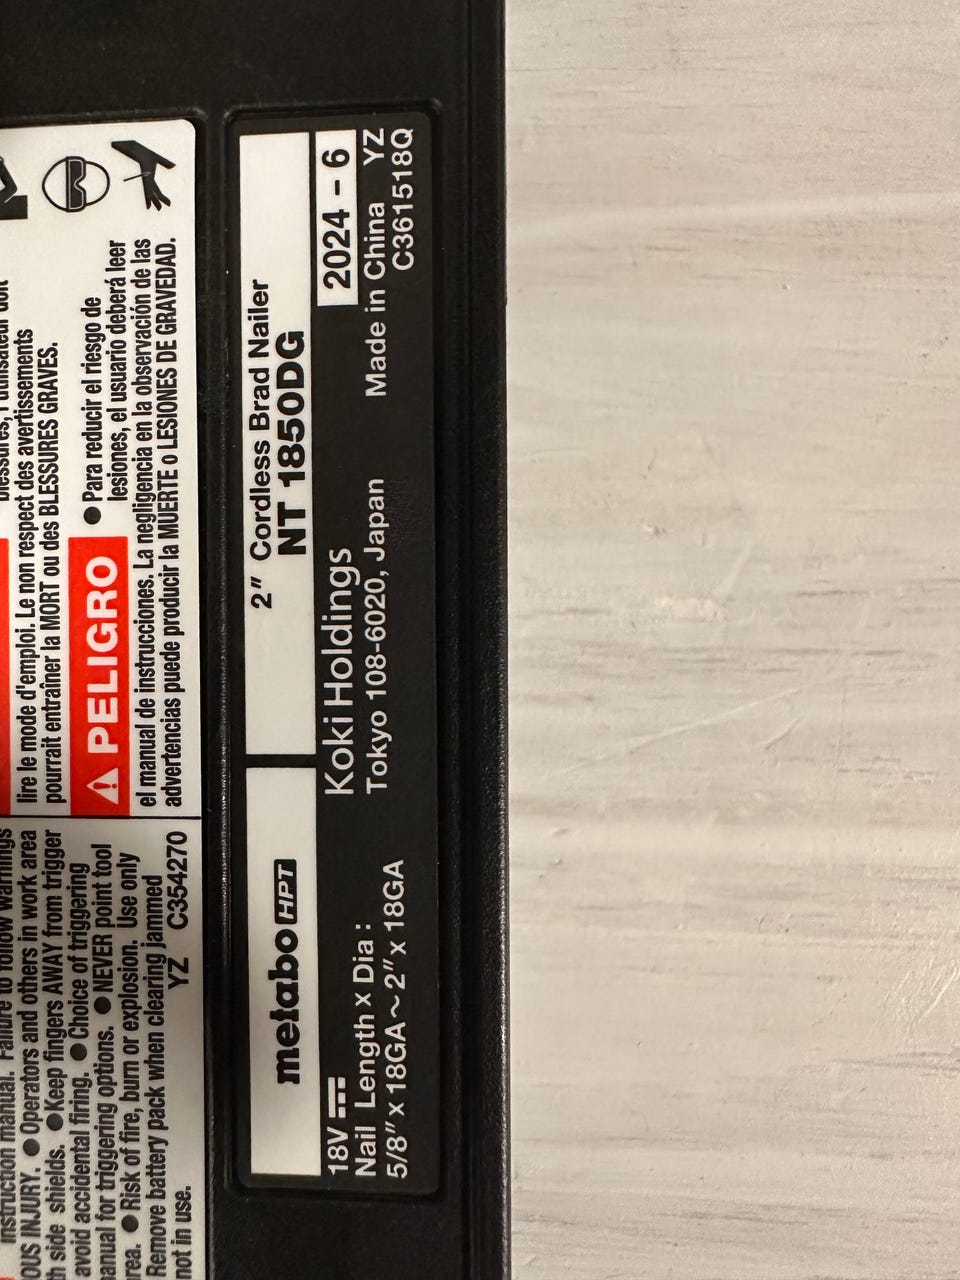 lire le mode d'emploi. Le non respect des avertissements
pourrait entraîner la MORT ou des BLESSURES GRAVES.
⚠ PELIGRO
● Para reducir el riesgo de
lesiones, el usuario deberá leer
el manual de instrucciones. La negligencia en la observación de las
advertencias puede producir la MUERTE o LESIONES DE GRAVEDAD.
instruction manual. Failure to follow warnings
OUS INJURY. ● Operators and others in work area
side shields. ● Keep fingers AWAY from trigger
avoid accidental firing. ● Choice of triggering
anual for triggering options. ● NEVER point tool
rea. ● Risk of fire, burn or explosion. Use only
Remove battery pack when clearing jammed
not in use.
YZ C354270
metabo HPT
2″ Cordless Brad Nailer
NT 1850DG
18V
Nail Length x Dia :
5/8″x 18GA～2″x 18GA
Koki Holdings
Tokyo 108-6020, Japan
2024 - 6
Made in China YZ
C361518Q